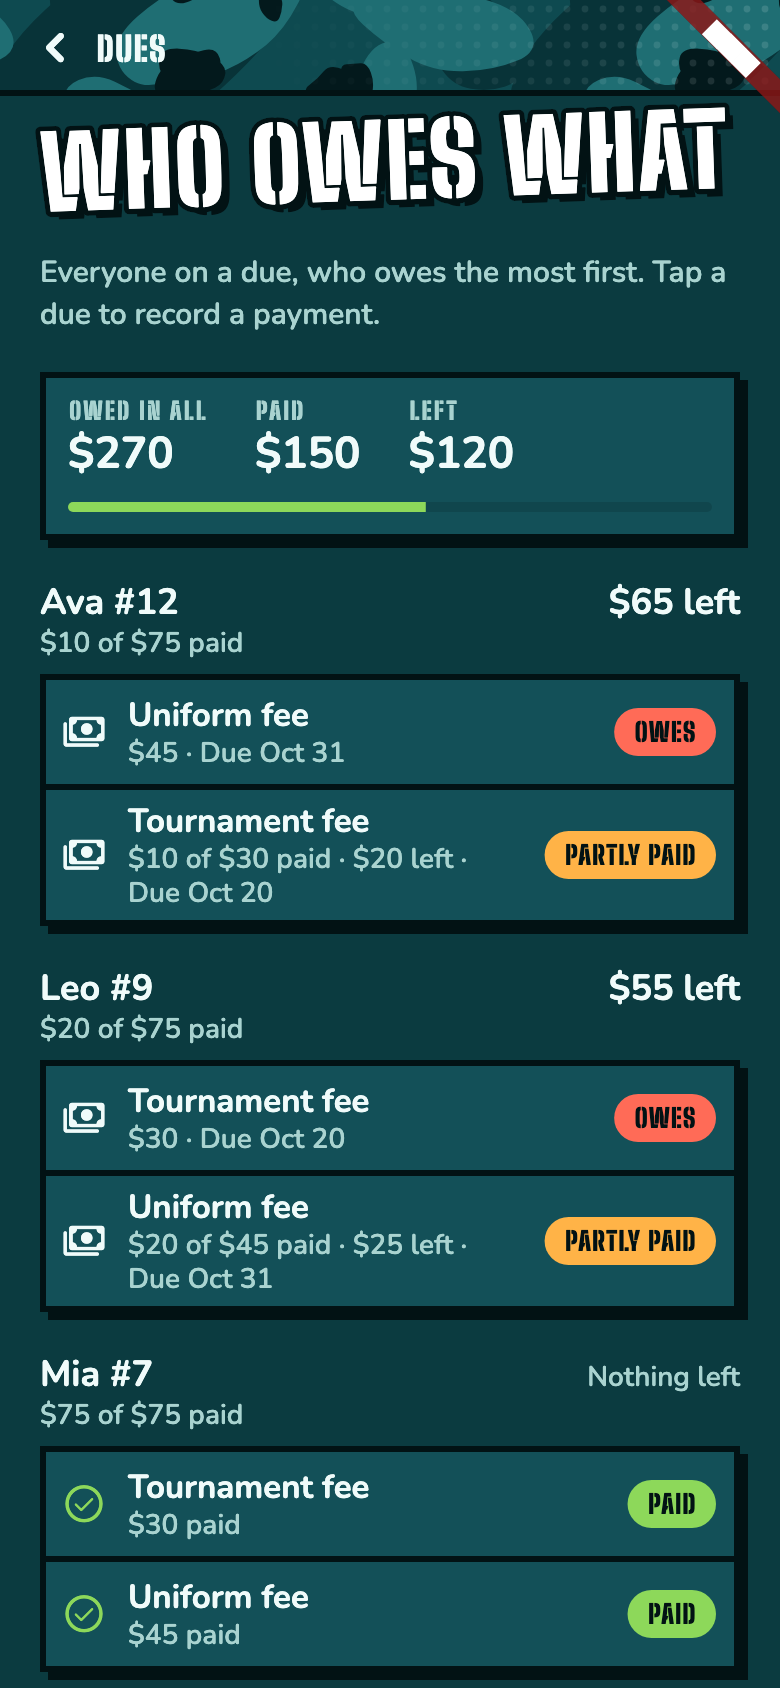 DUES
WHO OWES WHAT
Everyone on a due, who owes the most first. Tap a
due to record a payment.
OWED IN ALL PAID LEFT
$270 $150 $120
Ava #12 $65 left
$10 of $75 paid
Uniform fee
$45 · Due Oct 31
OWES
Tournament fee
$10 of $30 paid · $20 left ·
Due Oct 20
PARTLY PAID
Leo #9 $55 left
$20 of $75 paid
Tournament fee
$30 · Due Oct 20
OWES
Uniform fee
$20 of $45 paid · $25 left ·
Due Oct 31
PARTLY PAID
Mia #7 Nothing left
$75 of $75 paid
Tournament fee
$30 paid
PAID
Uniform fee
$45 paid
PAID